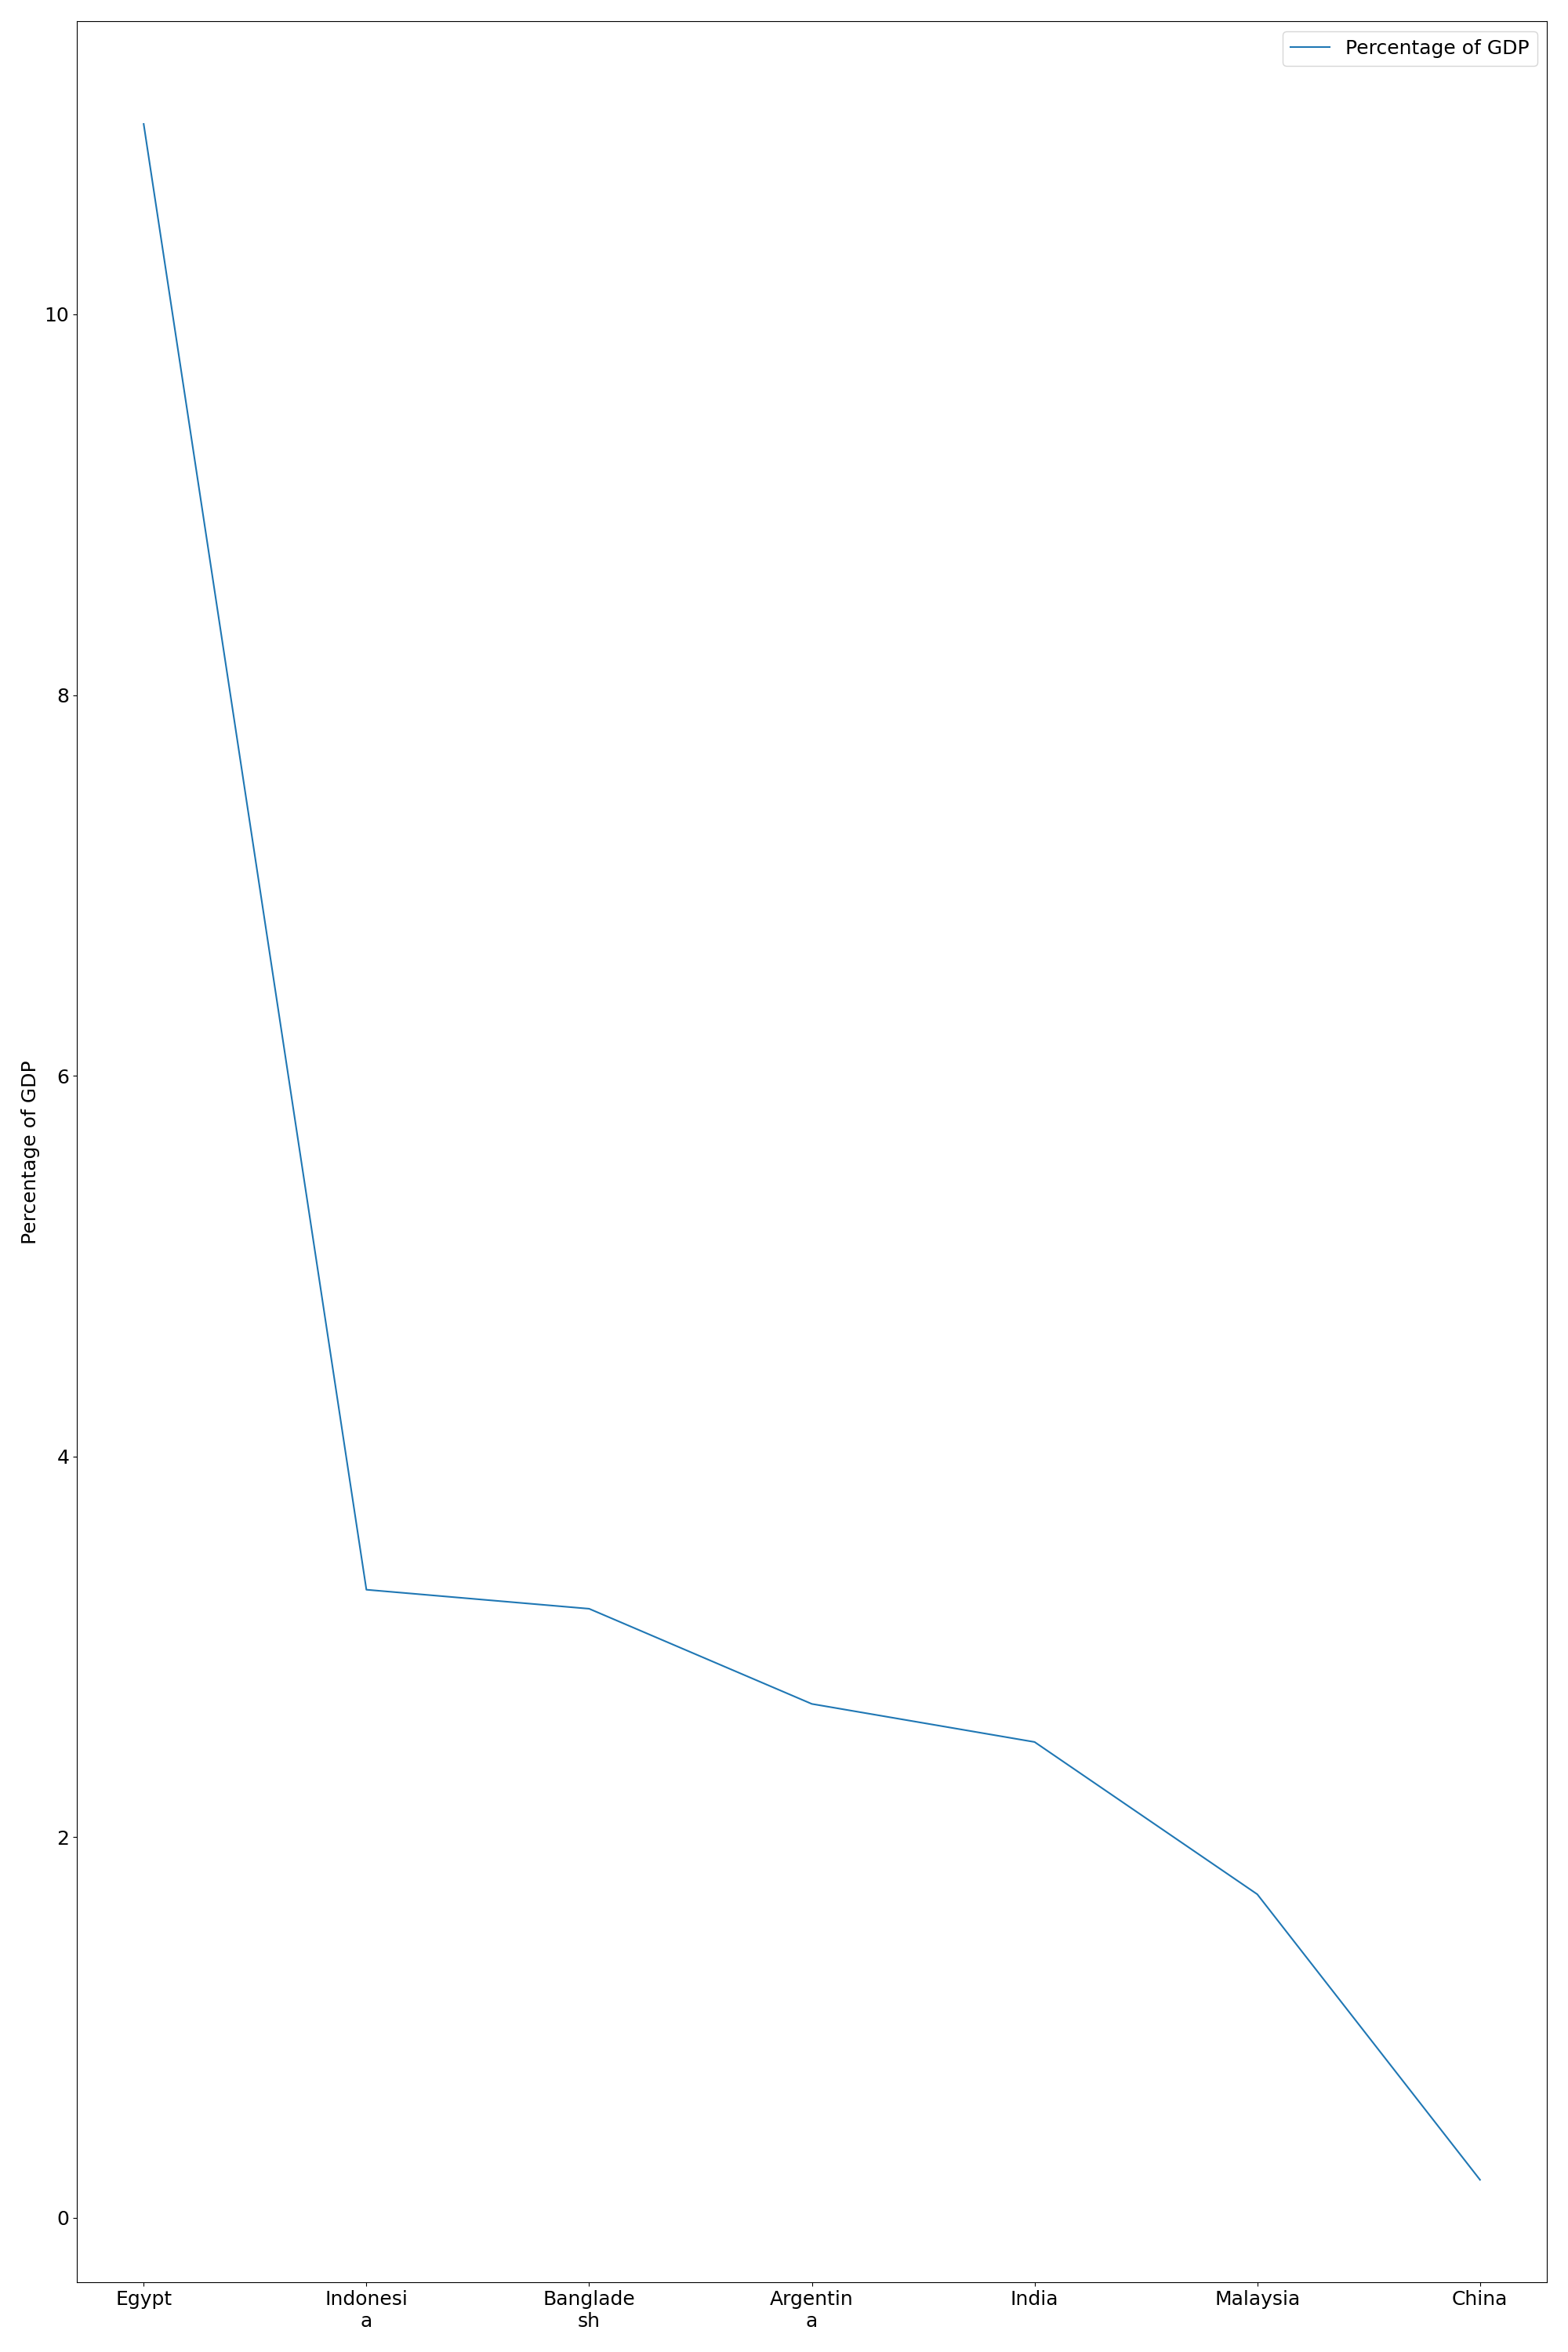 Percentage of GDP
10
8
6
4
2
0
Percentage of GDP
Egypt
Indonesi
a
Banglade
sh
Argentin
a
India
Malaysia
China